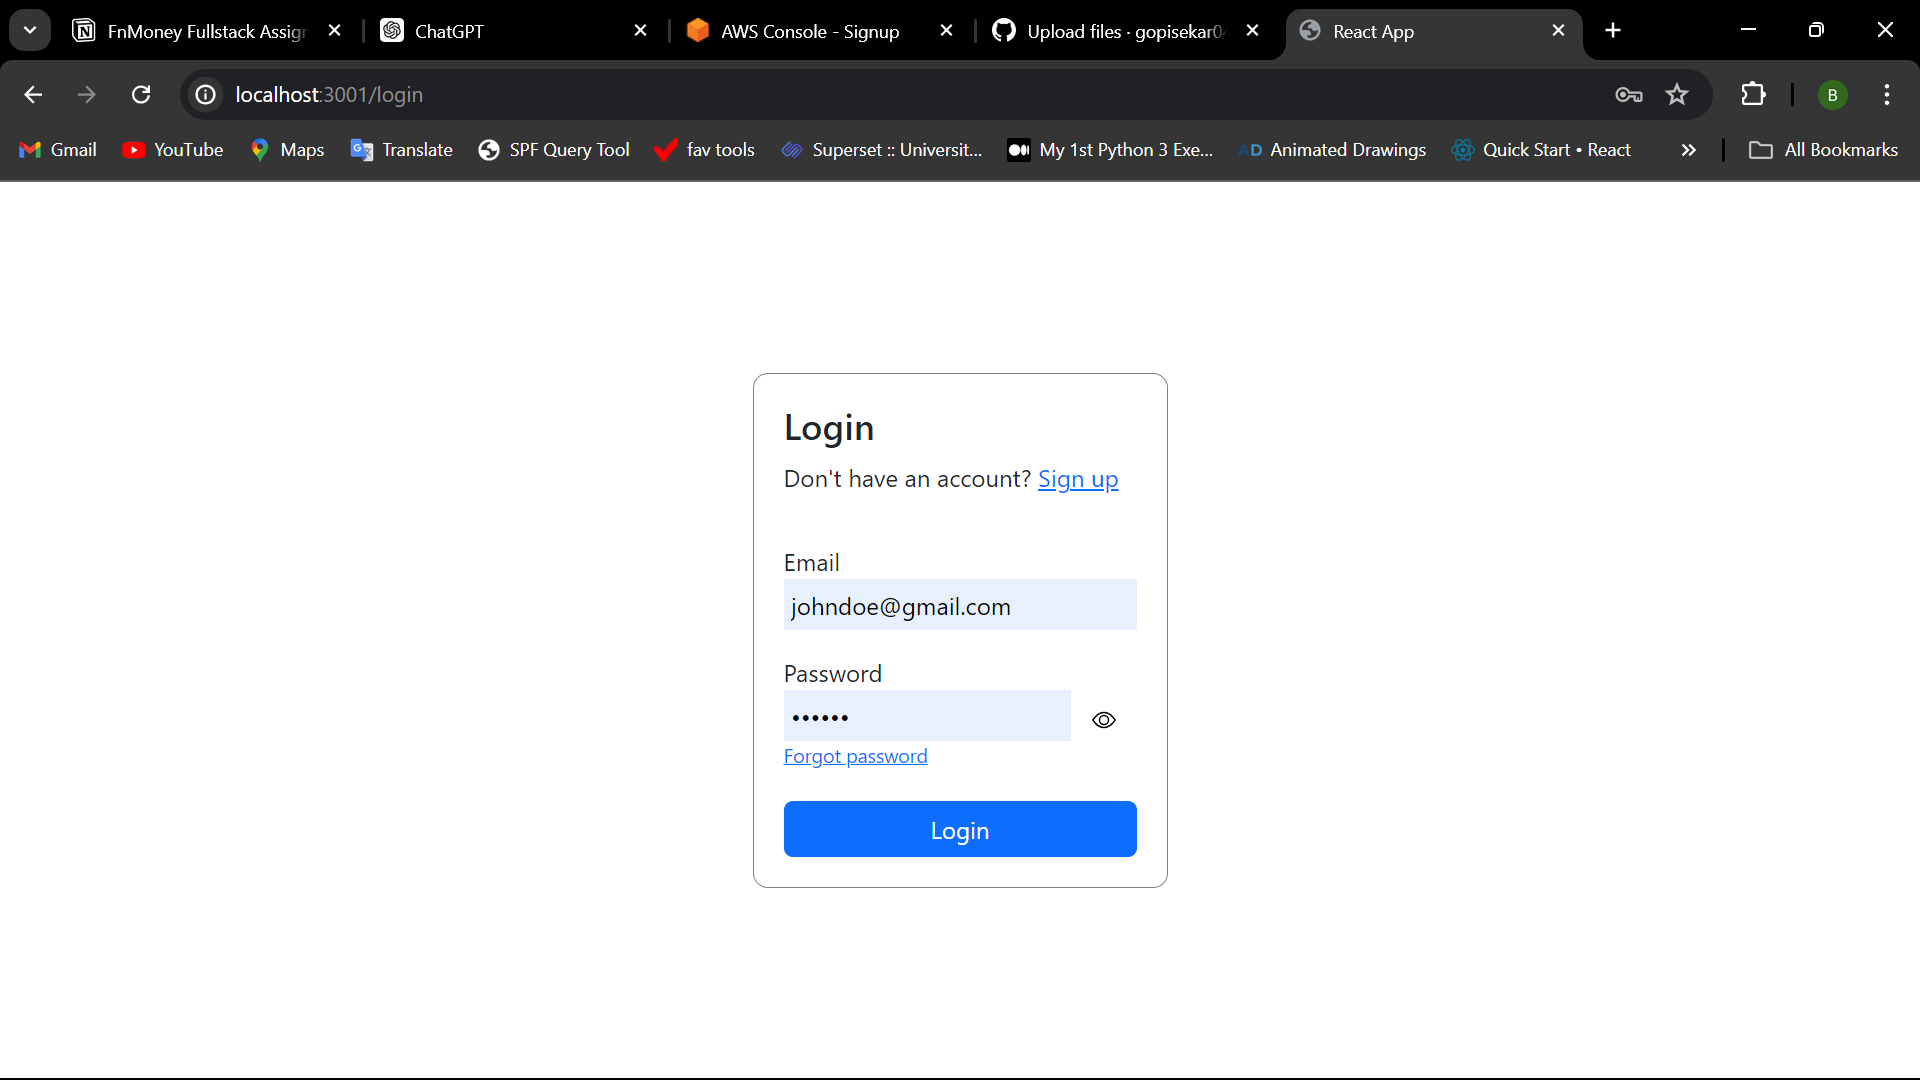 FnMoney Fullstack Assign
ChatGPT
AWS Console - Signup
Upload files · gopisekar04
React App
localhost:3001/login
B
Gmail
YouTube
Maps
Translate
SPF Query Tool
fav tools
Superset :: Universit...
My 1st Python 3 Exe...
AD Animated Drawings
Quick Start • React
All Bookmarks
Login
Don't have an account? Sign up
Email
johndoe@gmail.com
Password
••••••
Forgot password
Login